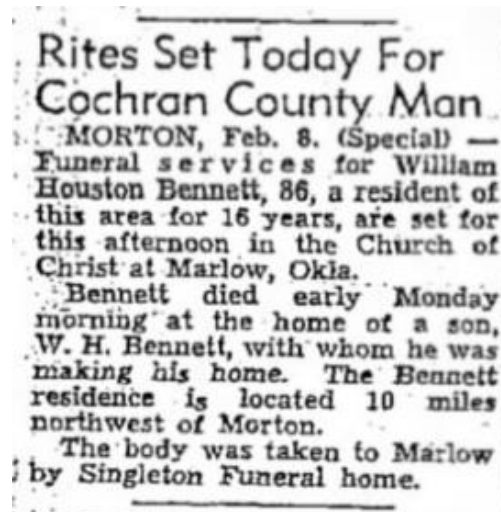 Rites Set Today For
Cochran County Man
MORTON, Feb. 8. (Special) —
Funeral services for William
Houston Bennett, 86, a resident of
this area for 16 years, are set for
this afternoon in the Church of
Christ at Marlow, Okla.
Bennett died early Monday
morning at the home of a son,
W. H. Bennett, with whom he was
making his home. The Bennett
residence is located 10 miles
northwest of Morton.
The body was taken to Marlow
by Singleton Funeral home.